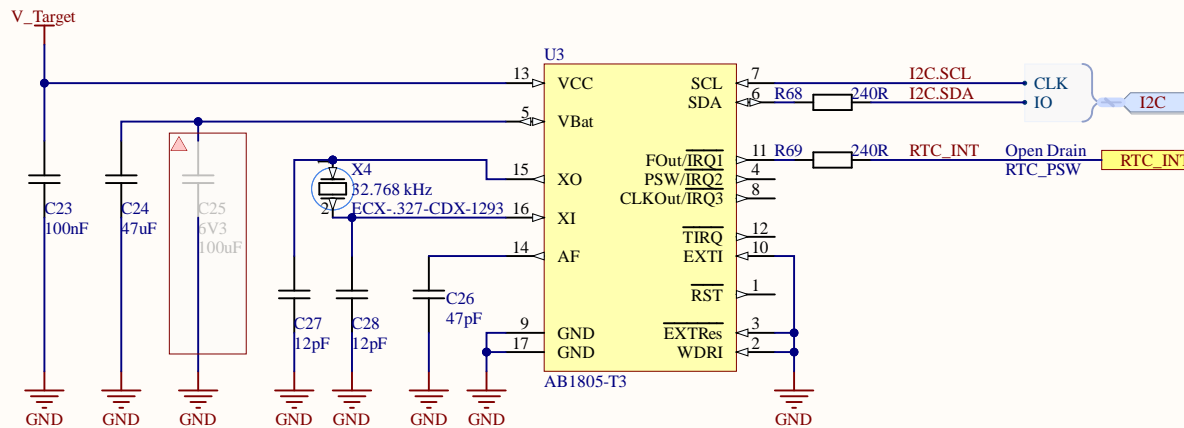 V_Target
U3
13 VCC
5 VBat
15 XO
16 XI
14 AF
9 GND
17 GND
SCL 7
SDA 6
FOut/IRQ1 11
PSW/IRQ2 4
CLKOut/IRQ3 8
TIRQ 12
EXTI 10
RST 1
EXTRes 3
WDRI 2
AB1805-T3
I2C.SCL
R68 240R I2C.SDA
CLK
IO
I2C
R69 240R RTC_INT
Open Drain
RTC_PSW
RTC_INT
X4
32.768 kHz
ECX-.327-CDX-1293
2
C23
100nF
C24
47uF
C25
6V3
100uF
C27
12pF
C28
12pF
C26
47pF
GND
GND
GND
GND
GND
GND
GND
GND